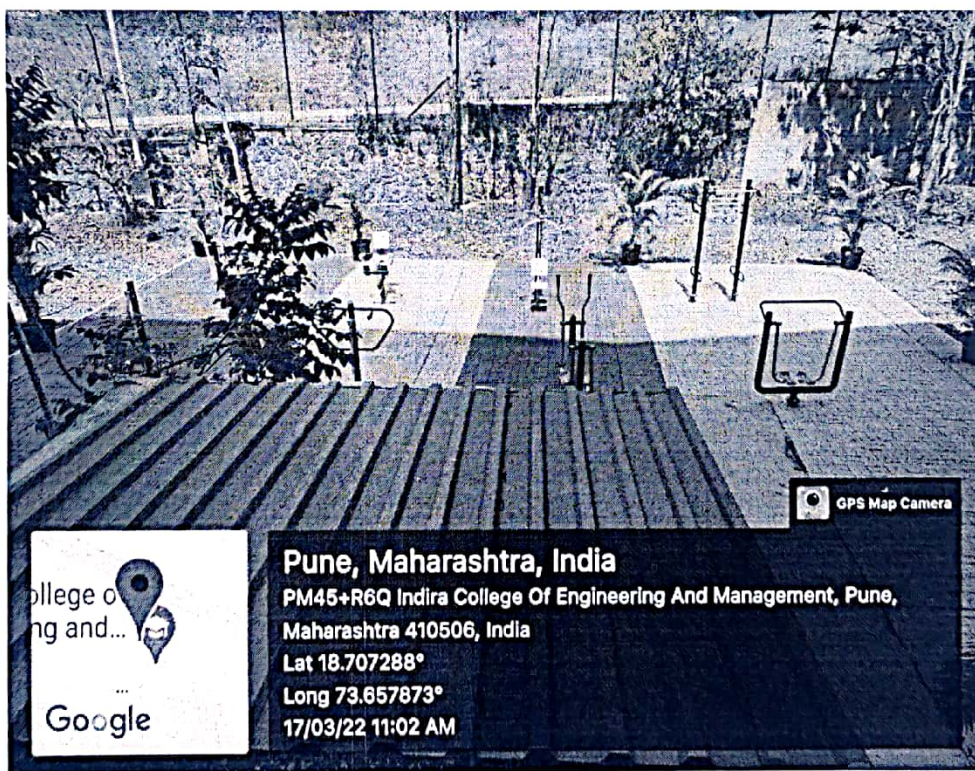 GPS Map Camera
ollege o
ng and...
...
Google
Pune, Maharashtra, India
PM45+R6Q Indira College Of Engineering And Management, Pune,
Maharashtra 410506, India
Lat 18.707288°
Long 73.657873°
17/03/22 11:02 AM